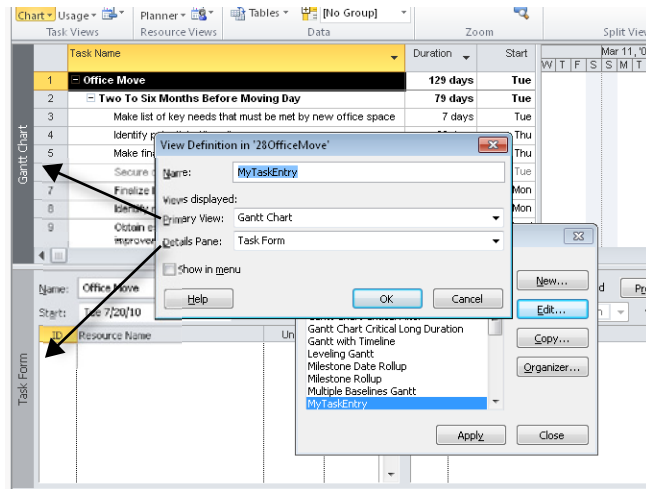 Chart Usage Planner Tables [No Group]
Task Views Resource Views Data Zoom Split View
Task Name Duration Start Mar 11, '0
W T F S S M T
1 Office Move 129 days Tue
2 Two To Six Months Before Moving Day 79 days Tue
3 Make list of key needs that must be met by new office space 7 days Tue
4 Identify Thu
5 Make Thu
Secure Tue
7 Finalize Mon
8 Identify Mon
9 Obtain
Gantt Chart
View Definition in '28OfficeMove'
Name: MyTaskEntry
Views displayed:
Primary View: Gantt Chart
Details Pane: Task Form
Show in menu
Help OK Cancel
New...
Edit...
Copy...
Organizer...
Gantt Chart Critical Long Duration
Gantt with Timeline
Leveling Gantt
Milestone Date Rollup
Milestone Rollup
Multiple Baselines Gantt
MyTaskEntry
Apply Close
Name: Office Move
Start: Tue 7/20/10
ID Resource Name Un
Task Form